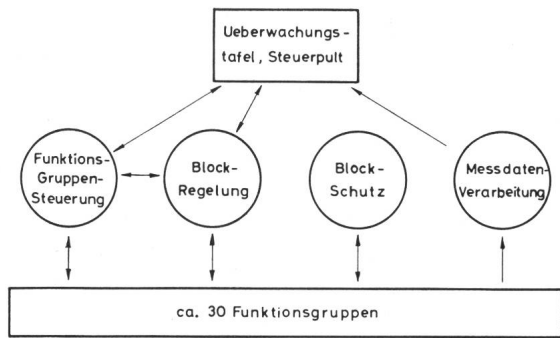 Ueberwachungs-
tafel, Steuerpult
Funktions-
Gruppen-
Steuerung
Block-
Regelung
Block-
Schutz
Messdaten-
Verarbeitung
ca. 30 Funktionsgruppen